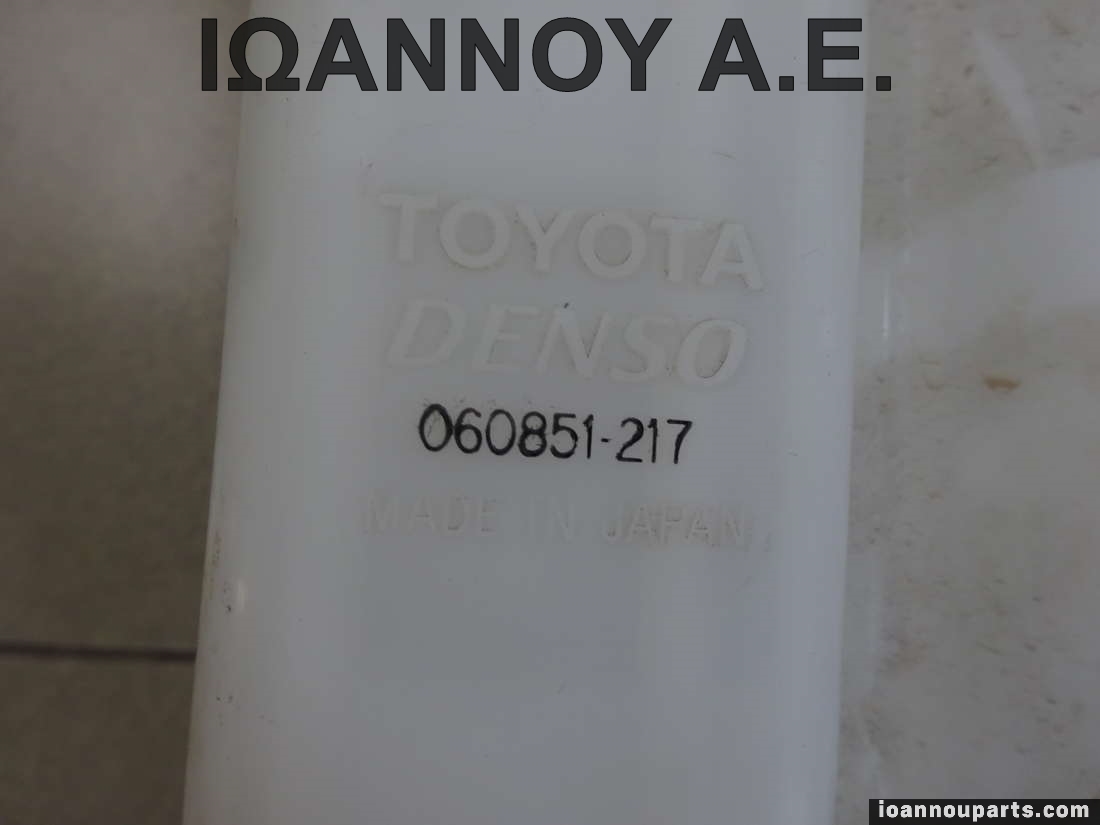 ΙΩΑΝΝΟΥ Α.Ε.
TOYOTA
DENSO
060851-217
MADE IN JAPAN
ioannouparts.com